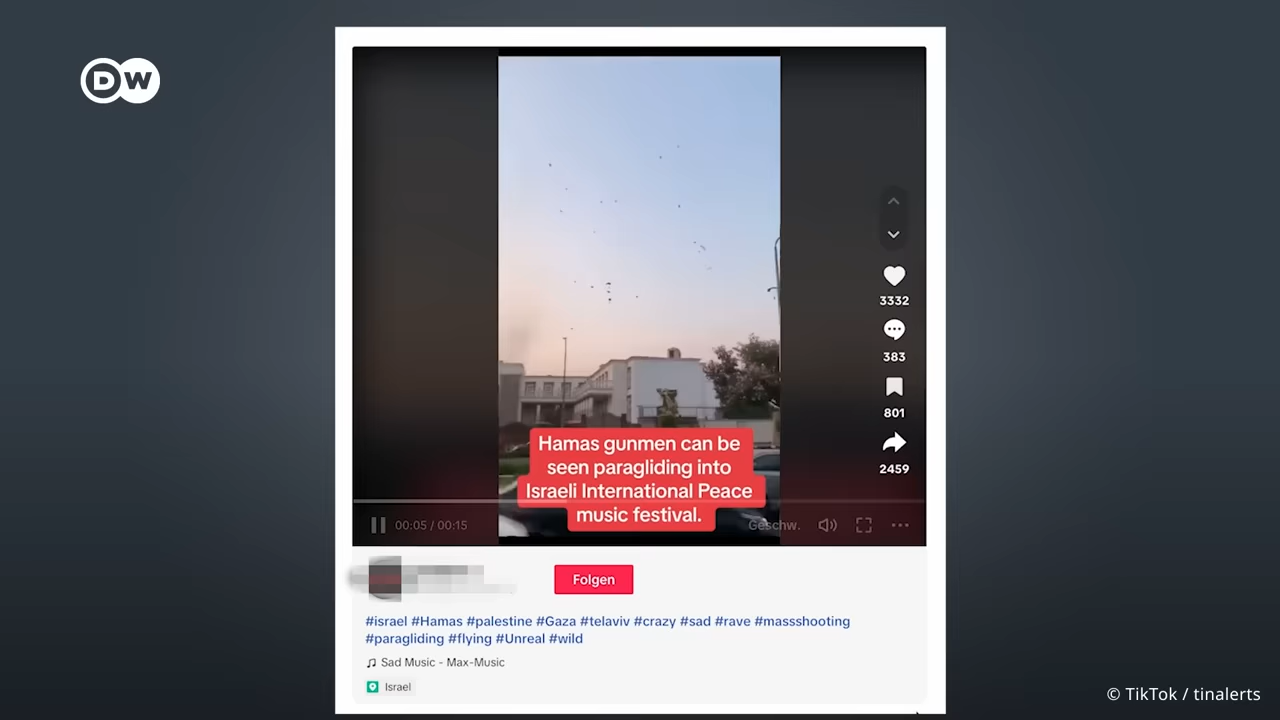 DW
3332
383
801
2459
Hamas gunmen can be
seen paragliding into
Israeli International Peace
music festival.
00:05 / 00:15
Geschw.
Folgen
#israel #Hamas #palestine #Gaza #telaviv #crazy #sad #rave #massshooting
#paragliding #flying #Unreal #wild
Sad Music - Max-Music
Israel
© TikTok / tinalerts